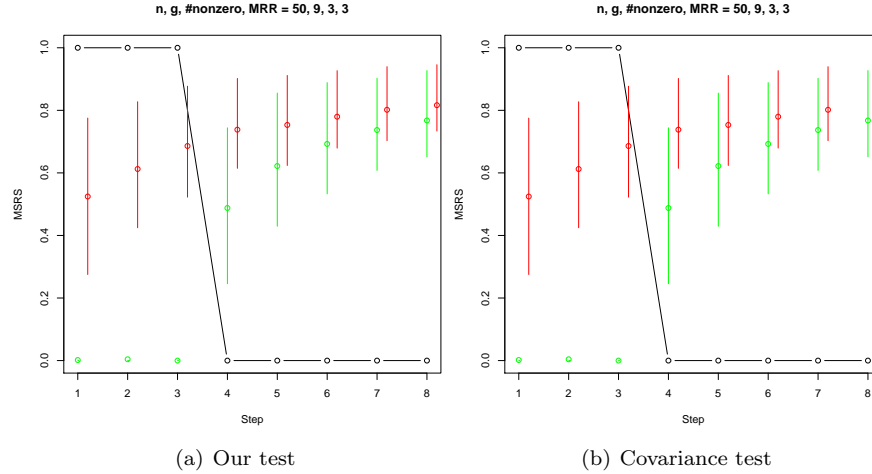 n, g, #nonzero, MRR = 50, 9, 3, 3
1.0
0.8
0.6
0.4
0.2
0.0
MSRS
1 2 3 4 5 6 7 8
Step
(a) Our test
n, g, #nonzero, MRR = 50, 9, 3, 3
1.0
0.8
0.6
0.4
0.2
0.0
MSRS
1 2 3 4 5 6 7 8
Step
(b) Covariance test